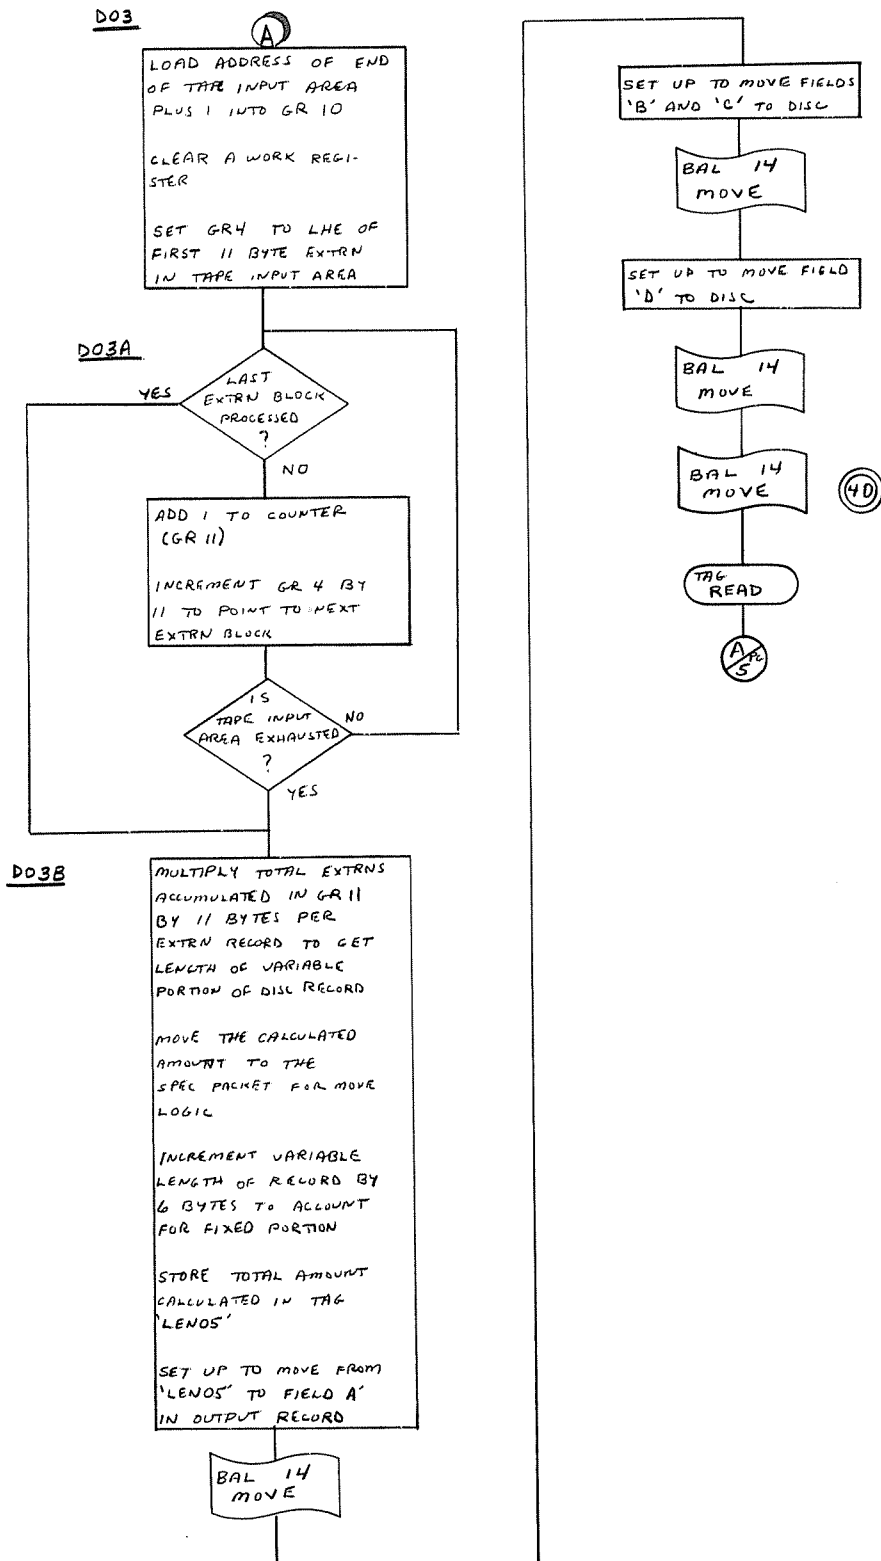 D03
A
LOAD ADDRESS OF END
OF TAPE INPUT AREA
PLUS 1 INTO GR 10
CLEAR A WORK REGI-
STER
SET GR4 TO LHE OF
FIRST 11 BYTE EXTRN
IN TAPE INPUT AREA
D03A
LAST
EXTRN BLOCK
PROCESSED
?
YES
NO
ADD 1 TO COUNTER
(GR 11)
INCREMENT GR 4 BY
11 TO POINT TO NEXT
EXTRN BLOCK
IS
TAPE INPUT
AREA EXHAUSTED
?
NO
YES
D03B
MULTIPLY TOTAL EXTRNS
ACCUMULATED IN GR 11
BY 11 BYTES PER
EXTRN RECORD TO GET
LENGTH OF VARIABLE
PORTION OF DISC RECORD
MOVE THE CALCULATED
AMOUNT TO THE
SPEC PACKET FOR MOVE
LOGIC
INCREMENT VARIABLE
LENGTH OF RECORD BY
6 BYTES TO ACCOUNT
FOR FIXED PORTION
STORE TOTAL AMOUNT
CALCULATED IN TAG
'LEN05'
SET UP TO MOVE FROM
'LEN05' TO FIELD A'
IN OUTPUT RECORD
BAL 14
MOVE
SET UP TO MOVE FIELDS
'B' AND 'C' TO DISC
BAL 14
MOVE
SET UP TO MOVE FIELD
'D' TO DISC
BAL 14
MOVE
BAL 14
MOVE
40
TAG
READ
A PG
5